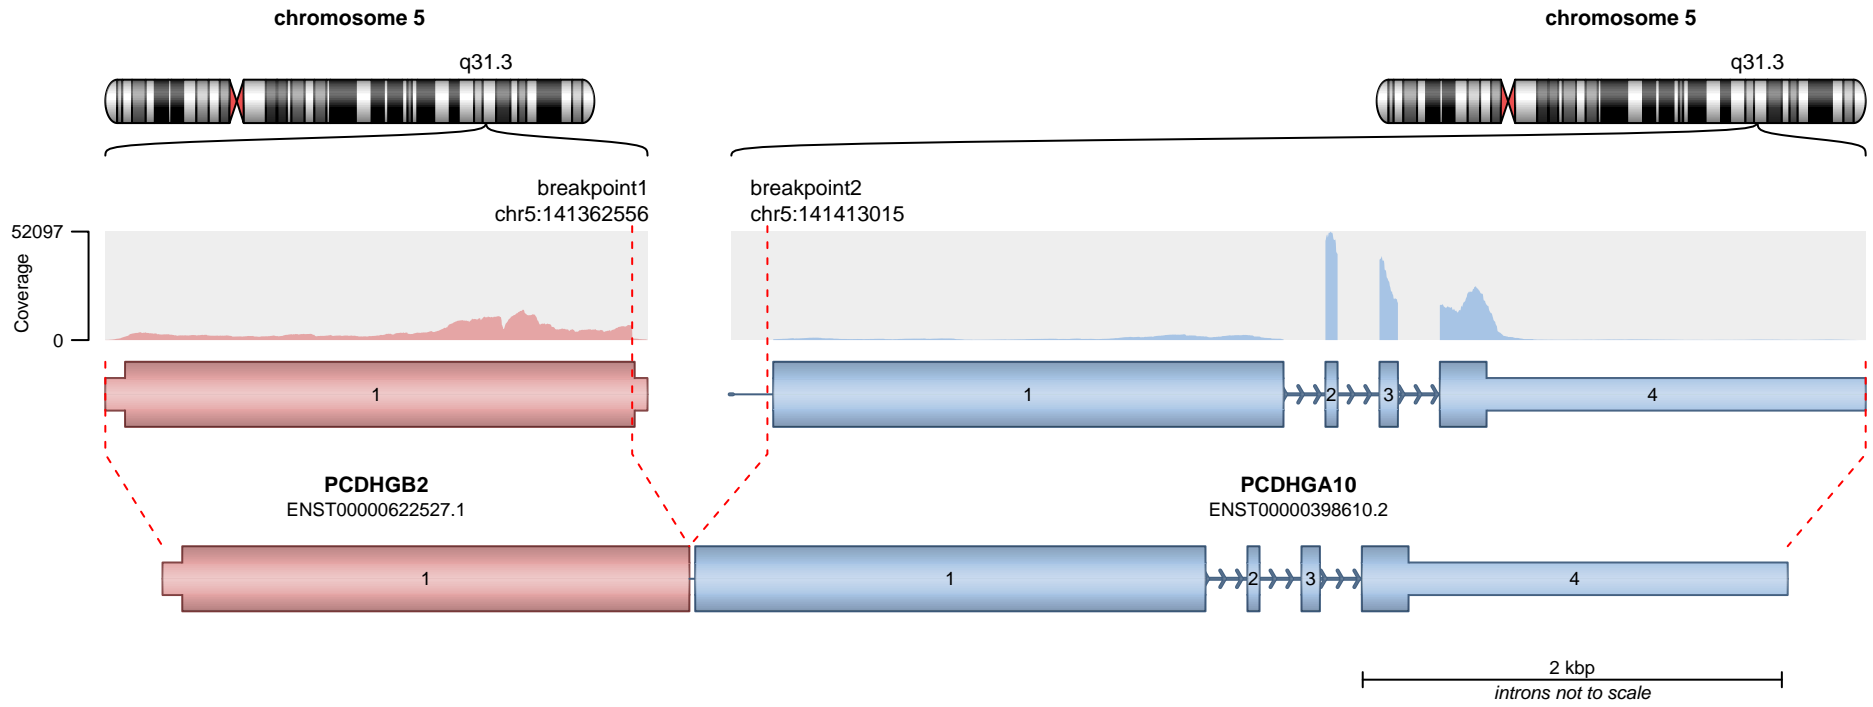 chromosome 5
chromosome 5
q31.3
q31.3
breakpoint1
chr5:141362556
breakpoint2
chr5:141413015
52097
Coverage
0
1
1
2
3
4
PCDHGB2
ENST00000622527.1
PCDHGA10
ENST00000398610.2
1
1
2
3
4
2 kbp
introns not to scale